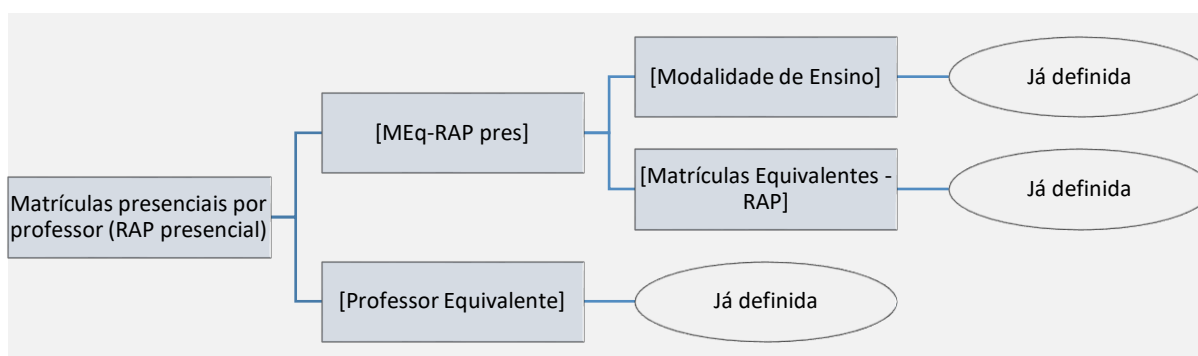 [Modalidade de Ensino]
Já definida
[MEq-RAP pres]
[Matrículas Equivalentes -
RAP]
Já definida
Matrículas presenciais por
professor (RAP presencial)
[Professor Equivalente]
Já definida